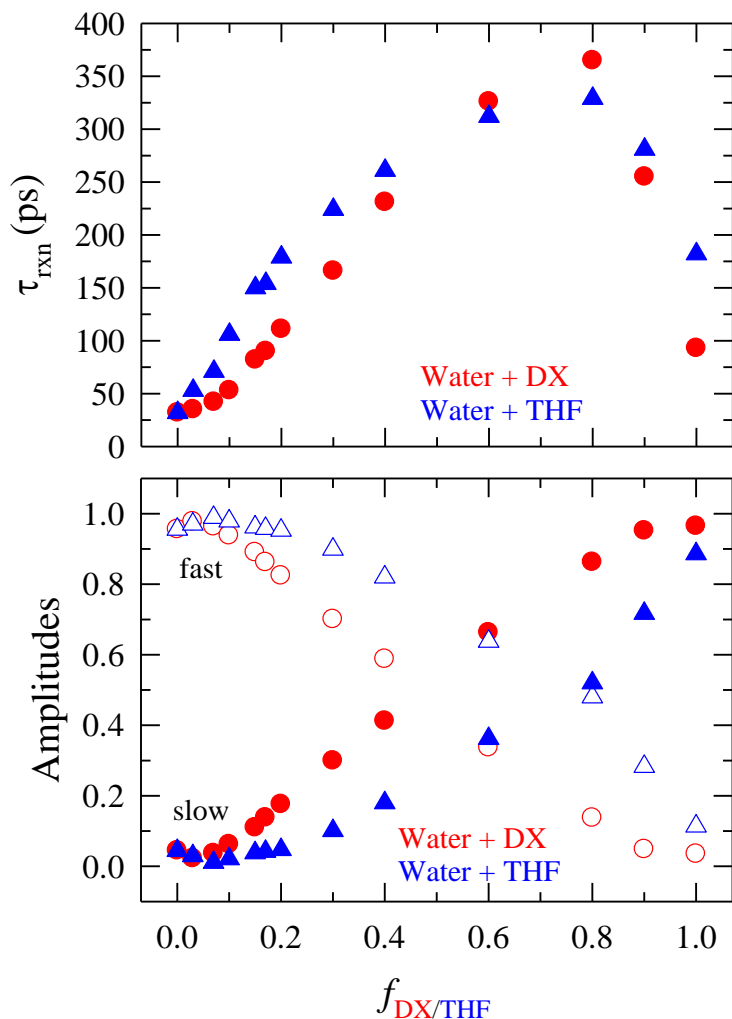 400
350
300
250
200
150
100
50
0
τrxn (ps)
Water + DX
Water + THF
1.0
0.8
0.6
0.4
0.2
0.0
Amplitudes
fast
slow
Water + DX
Water + THF
0.0 0.2 0.4 0.6 0.8 1.0
fDX/THF